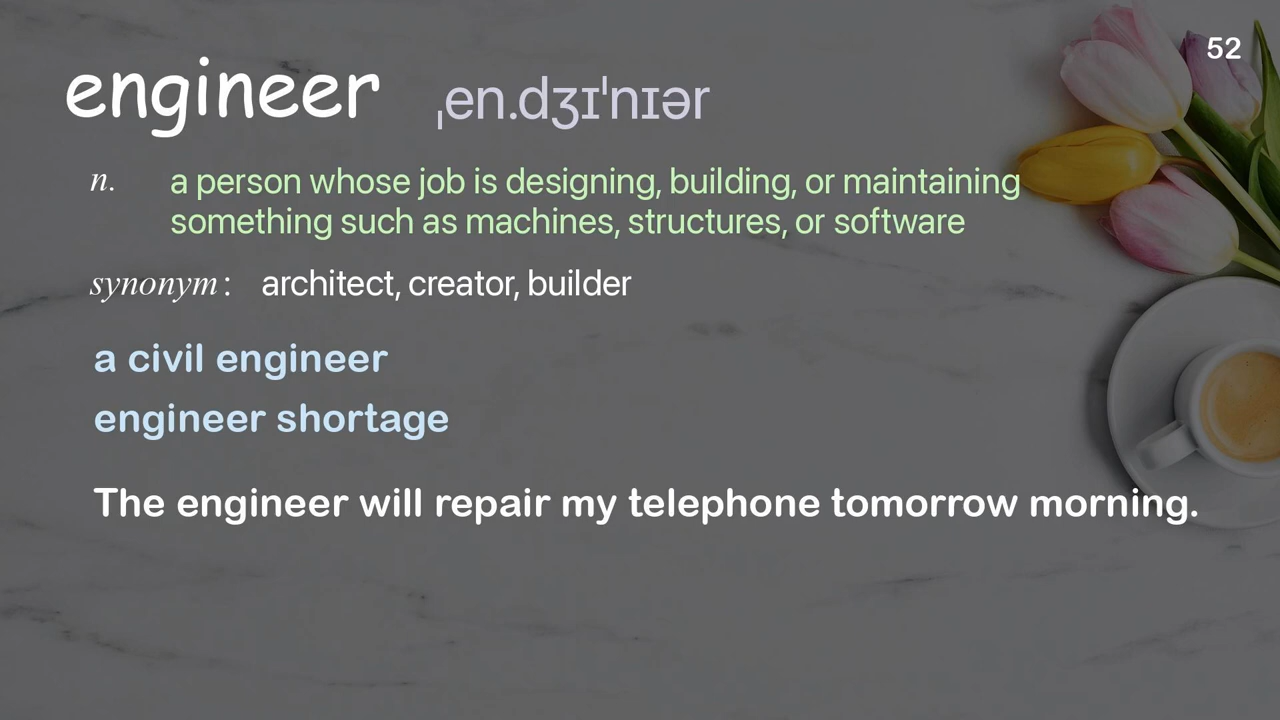 52
engineer ˌen.dʒɪˈnɪər
n. a person whose job is designing, building, or maintaining
something such as machines, structures, or software
synonym: architect, creator, builder
a civil engineer
engineer shortage
The engineer will repair my telephone tomorrow morning.